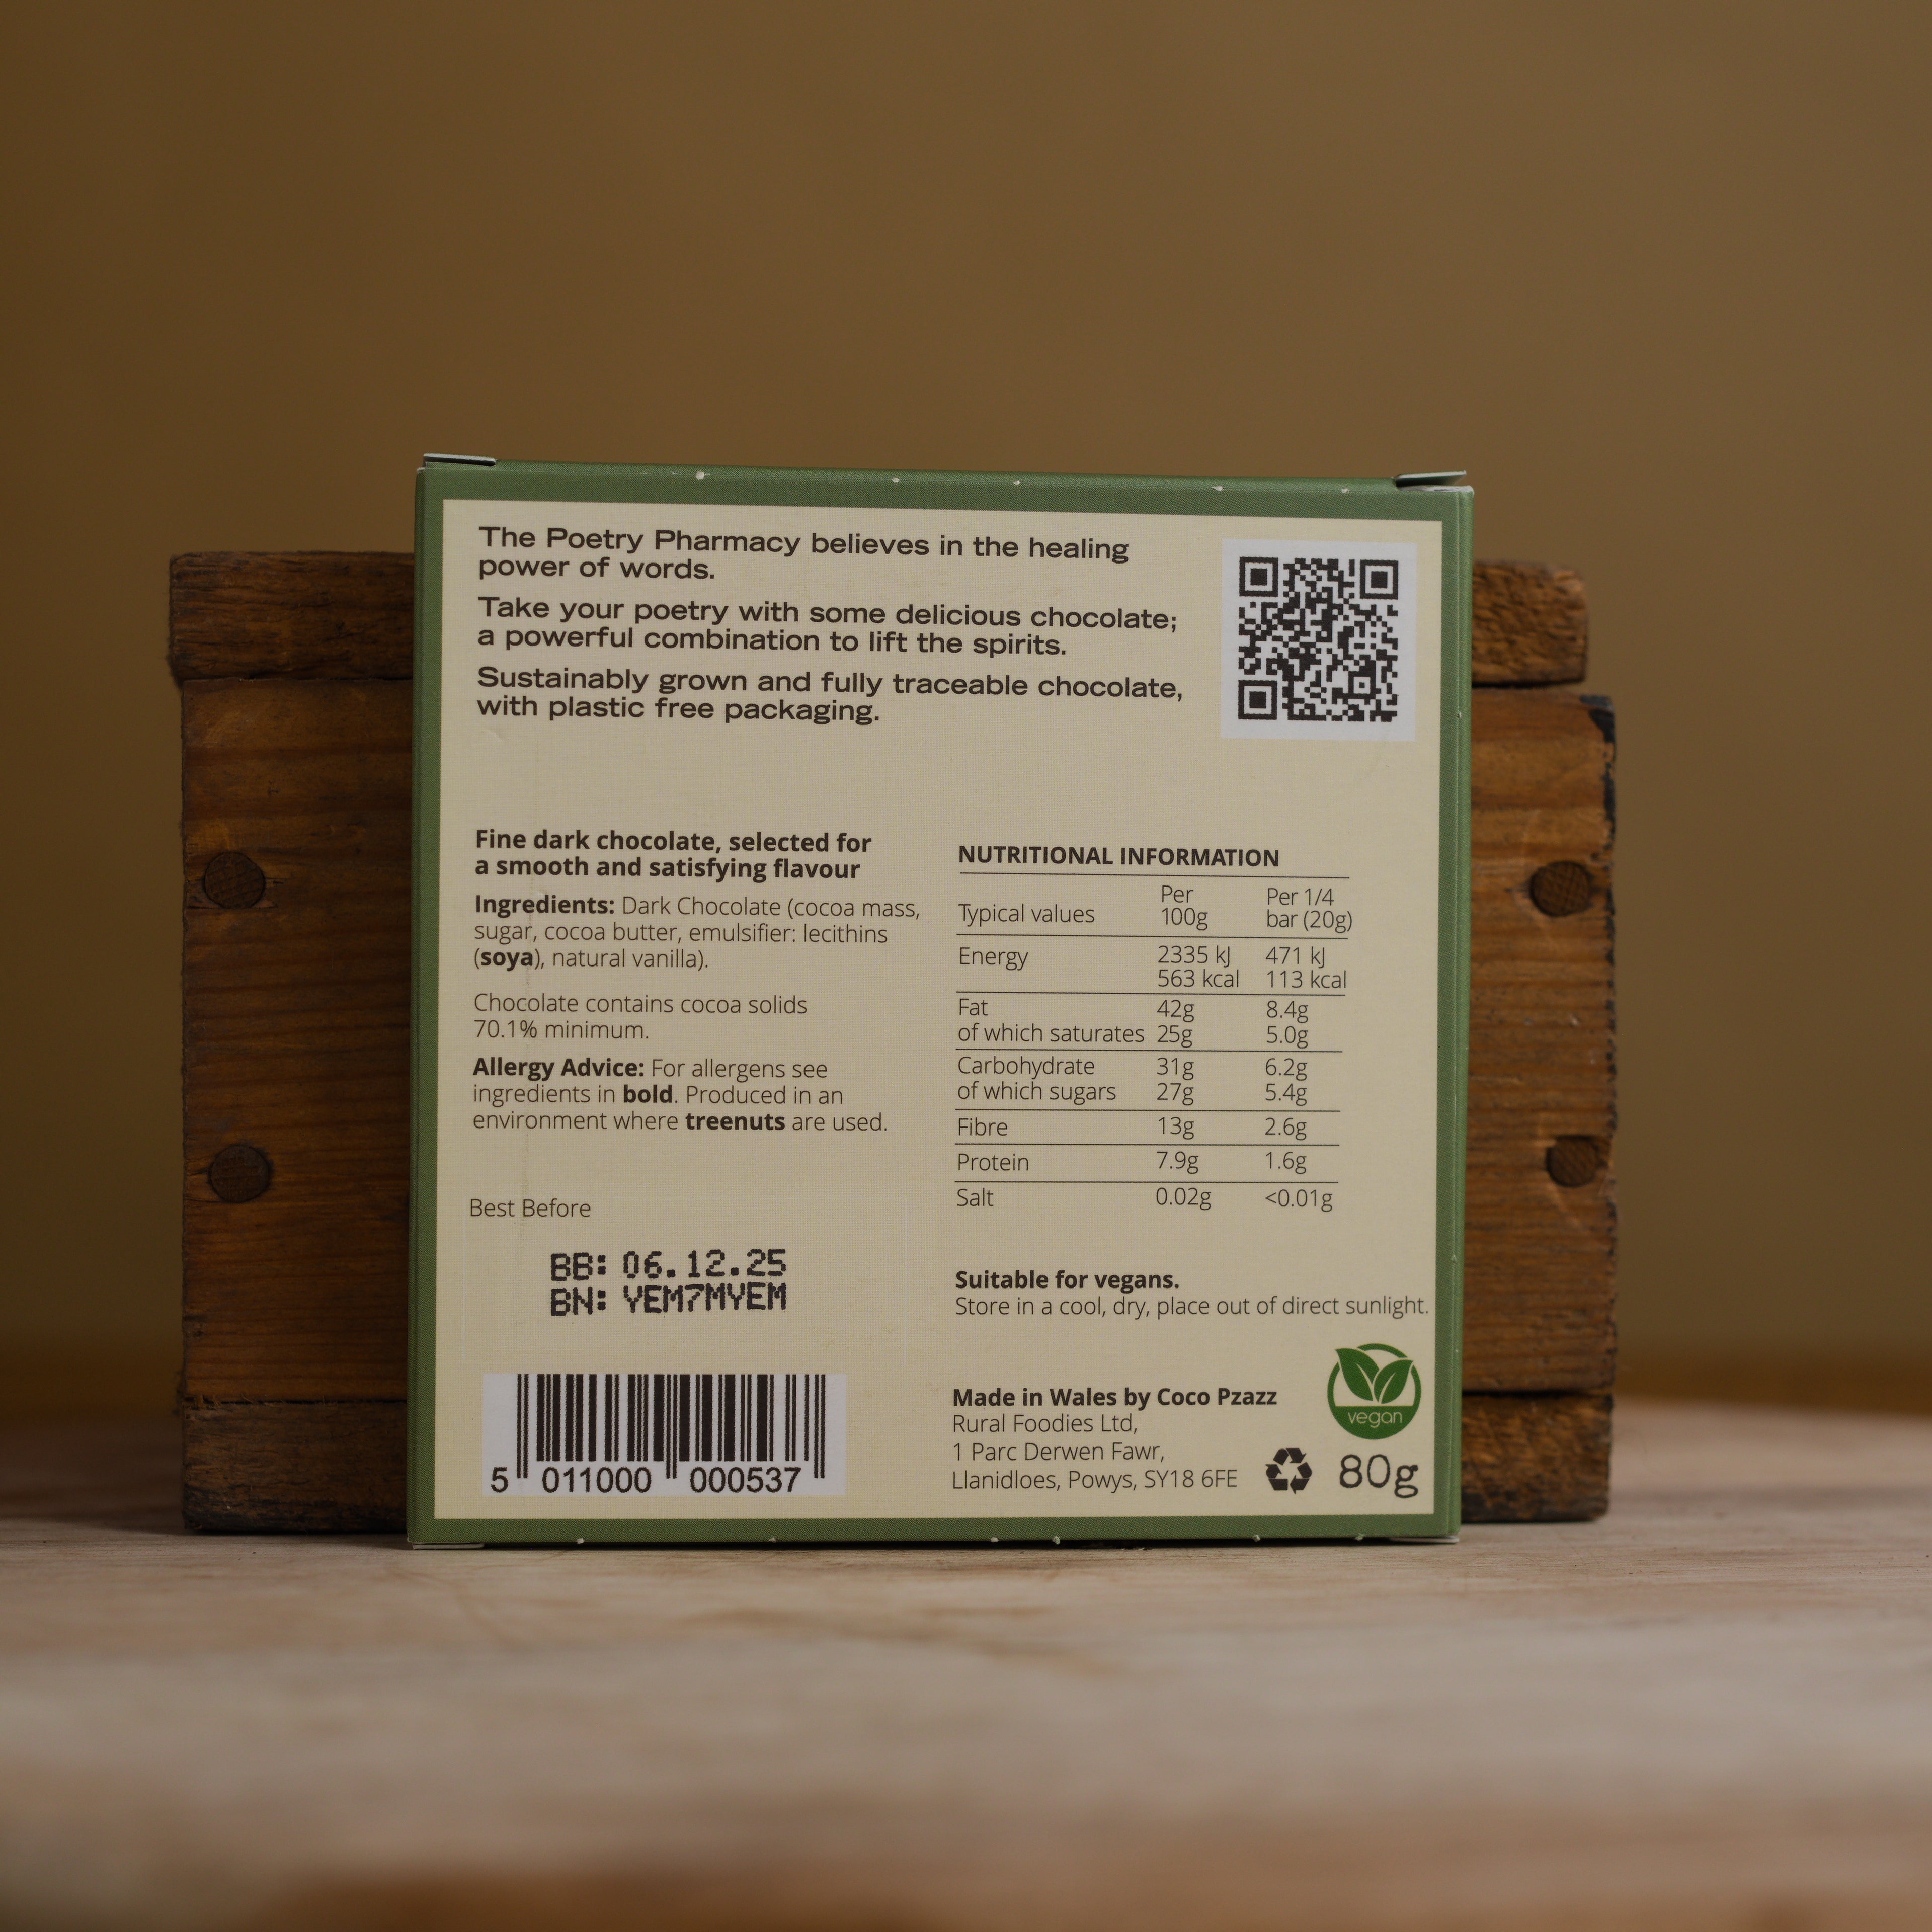 The Poetry Pharmacy believes in the healing
power of words.
Take your poetry with some delicious chocolate;
a powerful combination to lift the spirits.
Sustainably grown and fully traceable chocolate,
with plastic free packaging.
Fine dark chocolate, selected for
a smooth and satisfying flavour
Ingredients: Dark Chocolate (cocoa mass,
sugar, cocoa butter, emulsifier: lecithins
(soya), natural vanilla).
Chocolate contains cocoa solids
70.1% minimum.
Allergy Advice: For allergens see
ingredients in bold. Produced in an
environment where treenuts are used.
Best Before
BB: 06.12.25
BN: YEM7MYEM
5 011000 000537
NUTRITIONAL INFORMATION
Typical values Per 100g Per 1/4 bar (20g)
Energy 2335 kJ 471 kJ
563 kcal 113 kcal
Fat 42g 8.4g
of which saturates 25g 5.0g
Carbohydrate 31g 6.2g
of which sugars 27g 5.4g
Fibre 13g 2.6g
Protein 7.9g 1.6g
Salt 0.02g <0.01g
Suitable for vegans.
Store in a cool, dry, place out of direct sunlight.
Made in Wales by Coco Pzazz
Rural Foodies Ltd,
1 Parc Derwen Fawr,
Llanidloes, Powys, SY18 6FE
vegan
80g